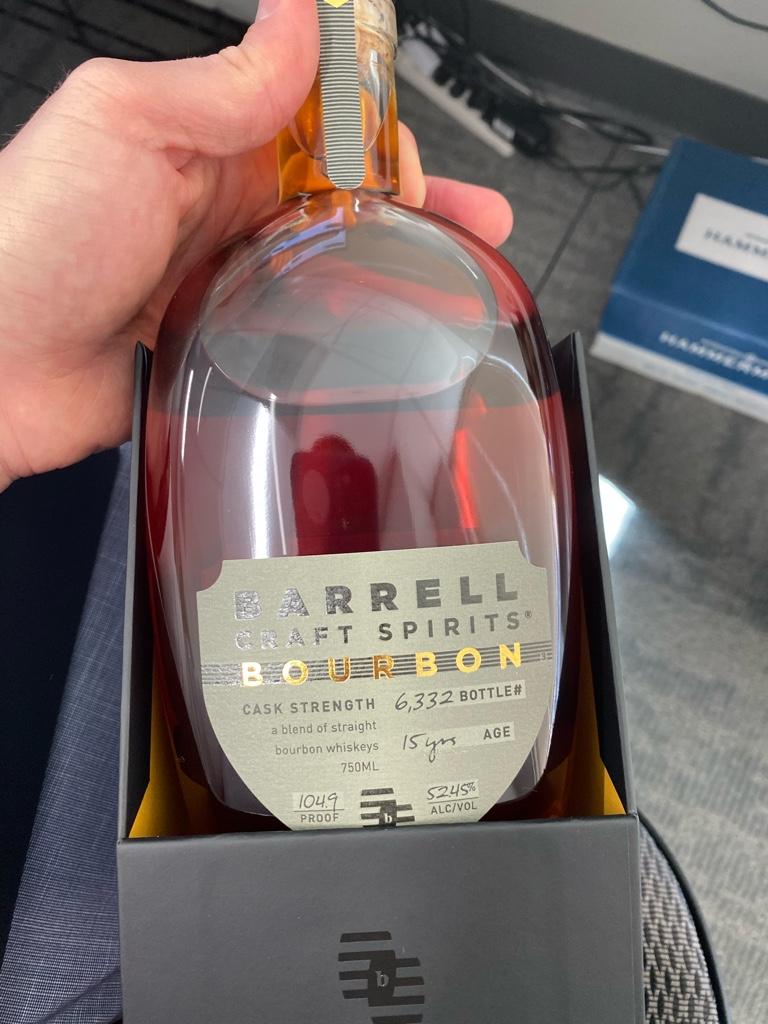 BARRELL
CRAFT SPIRITS®
BOURBON
CASK STRENGTH 6,332 BOTTLE#
a blend of straight
bourbon whiskeys 15 yrs AGE
750ML
104.9 52.45%
PROOF b ALC/VOL
b